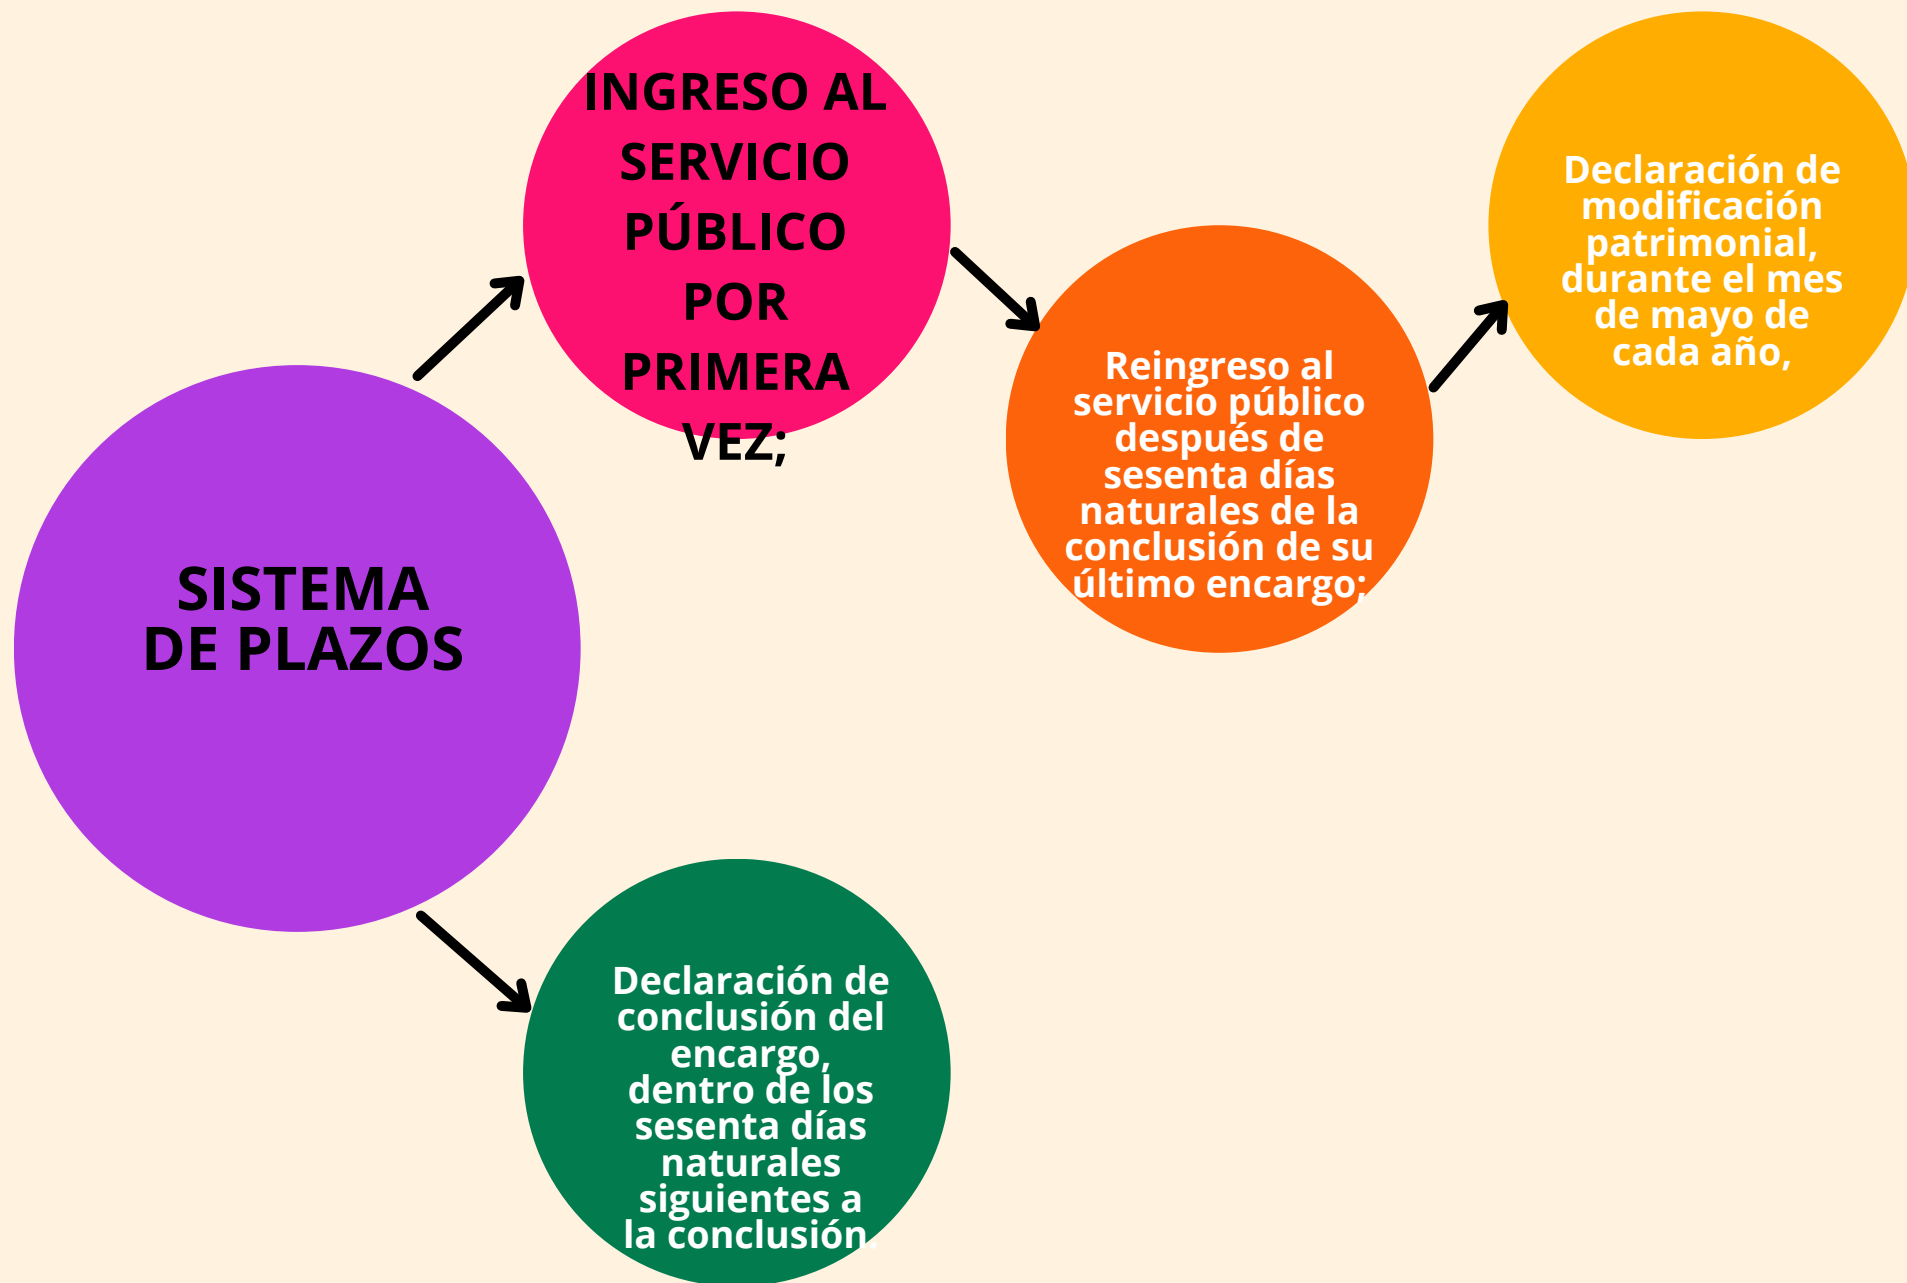 SISTEMA
DE PLAZOS
INGRESO AL
SERVICIO
PÚBLICO
POR
PRIMERA
VEZ;
Reingreso al
servicio público
después de
sesenta días
naturales de la
conclusión de su
último encargo;
Declaración de
modificación
patrimonial,
durante el mes
de mayo de
cada año,
Declaración de
conclusión del
encargo,
dentro de los
sesenta días
naturales
siguientes a
la conclusión.